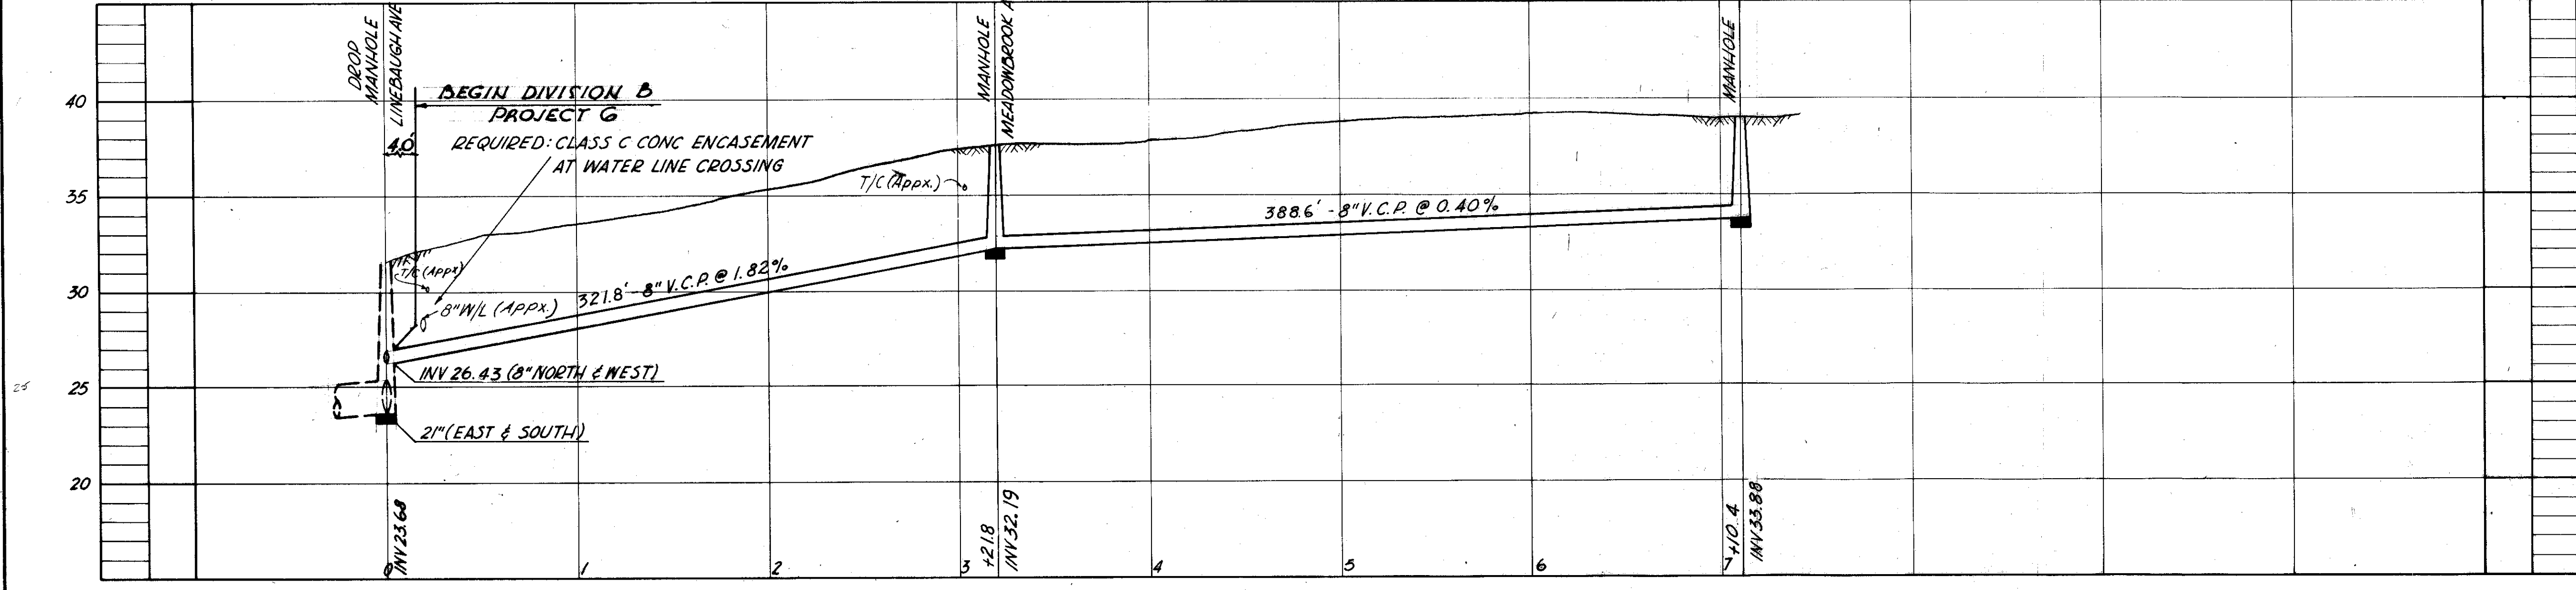 DROP
MANHOLE
LINEBAUGH AVE
MANHOLE
MEADOWBROOK A
MANHOLE
40
BEGIN DIVISION B
PROJECT 6
4.0'
REQUIRED: CLASS C CONC ENCASEMENT
AT WATER LINE CROSSING
T/C (Appx.)
35
388.6' - 8" V.C.P. @ 0.40%
T/C (Appx)
30
321.8' - 8" V.C.P. @ 1.82%
8" W/L (Appx.)
INV 26.43 (8" NORTH & WEST)
25
25
21" (EAST & SOUTH)
20
INV 23.68
+21.8
INV 32.19
+10.4
INV 33.88
0
1
2
3
4
5
6
7